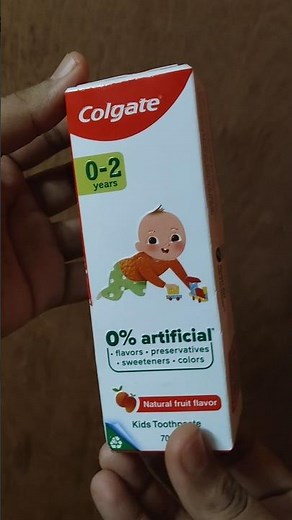 Colgate®
0-2
years
0% artificial*
• flavors • preservatives
• sweeteners • colors
Natural fruit flavor
Kids Toothpaste